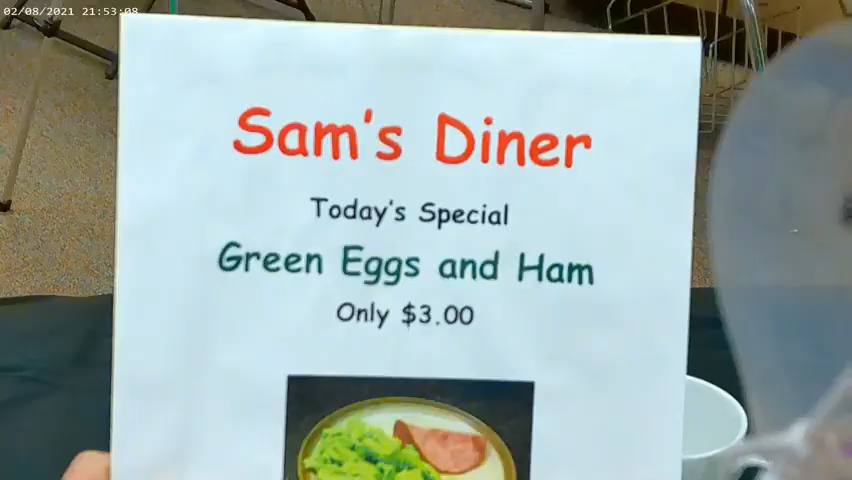 02/08/2021 21:53:08
Sam's Diner
Today's Special
Green Eggs and Ham
Only $3.00